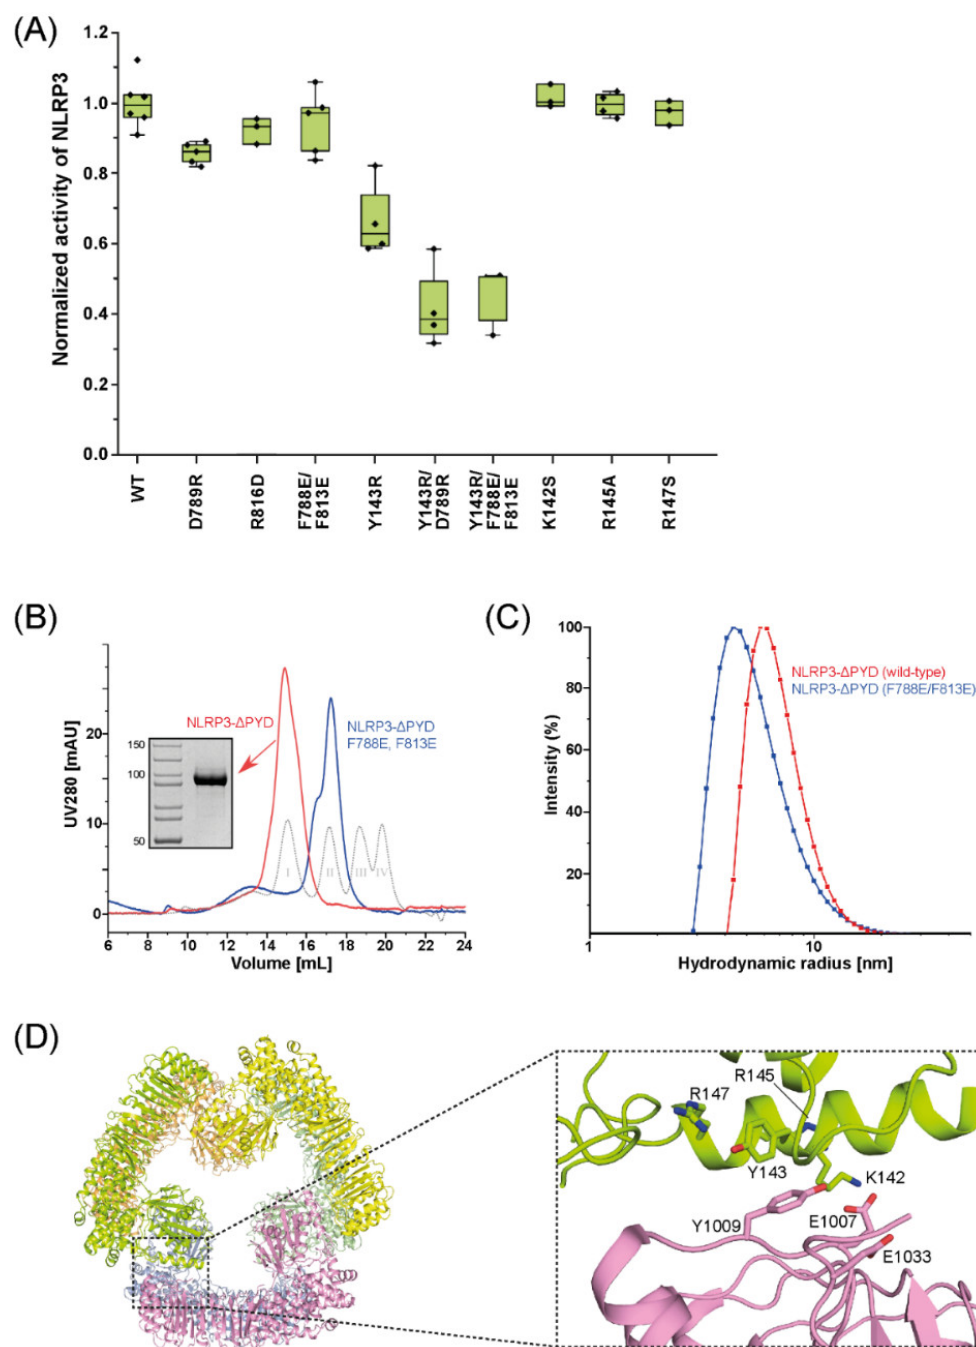 (A)
Normalized activity of NLRP3
1.2
1.0
0.8
0.6
0.4
0.2
0.0
WT
D789R
R816D
F788E/
F813E
Y143R
Y143R/
D789R
Y143R/
F788E/
F813E
K142S
R145A
R147S
(B)
UV280 [mAU]
20
10
0
NLRP3-ΔPYD
NLRP3-ΔPYD
F788E, F813E
150
100
50
I
II
III
IV
6 8 10 12 14 16 18 20 22 24
Volume [mL]
(C)
Intensity (%)
100
80
60
40
20
NLRP3-ΔPYD (wild-type)
NLRP3-ΔPYD (F788E/F813E)
1 10
Hydrodynamic radius [nm]
(D)
R147
R145
Y143
K142
Y1009
E1007
E1033